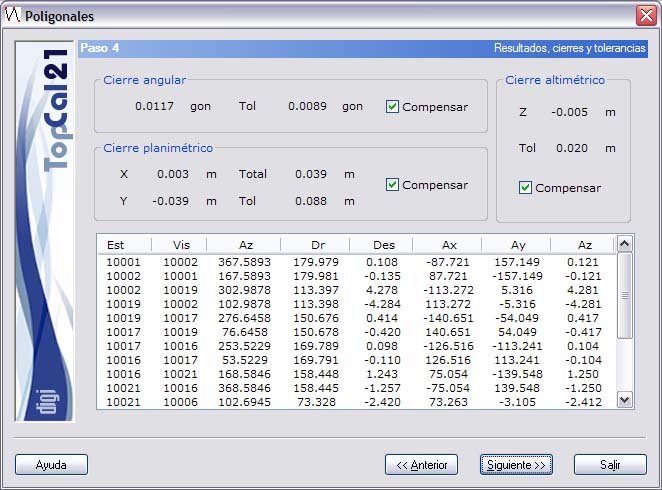 Poligonales
Paso 4 Resultados, cierres y tolerancias
TopCal21
digi
Cierre angular
0.0117 gon Tol 0.0089 gon Compensar
Cierre planimétrico
X 0.003 m Total 0.039 m
Y -0.039 m Tol 0.088 m
Compensar
Cierre altimétrico
Z -0.005 m
Tol 0.020 m
Compensar
Est Vis Az Dr Des Ax Ay Az
10001 10002 367.5893 179.979 0.108 -87.721 157.149 0.121
10002 10001 167.5893 179.981 -0.135 87.721 -157.149 -0.121
10002 10019 302.9878 113.397 4.278 -113.272 5.316 4.281
10019 10002 102.9878 113.398 -4.284 113.272 -5.316 -4.281
10019 10017 276.6458 150.676 0.414 -140.651 -54.049 0.417
10017 10019 76.6458 150.678 -0.420 140.651 54.049 -0.417
10017 10016 253.5229 169.789 0.098 -126.516 -113.241 0.104
10016 10017 53.5229 169.791 -0.110 126.516 113.241 -0.104
10016 10021 168.5846 158.448 1.243 75.054 -139.548 1.250
10021 10016 368.5846 158.445 -1.257 -75.054 139.548 -1.250
10021 10006 102.6945 73.328 -2.420 73.263 -3.105 -2.412
Ayuda << Anterior Siguiente >> Salir